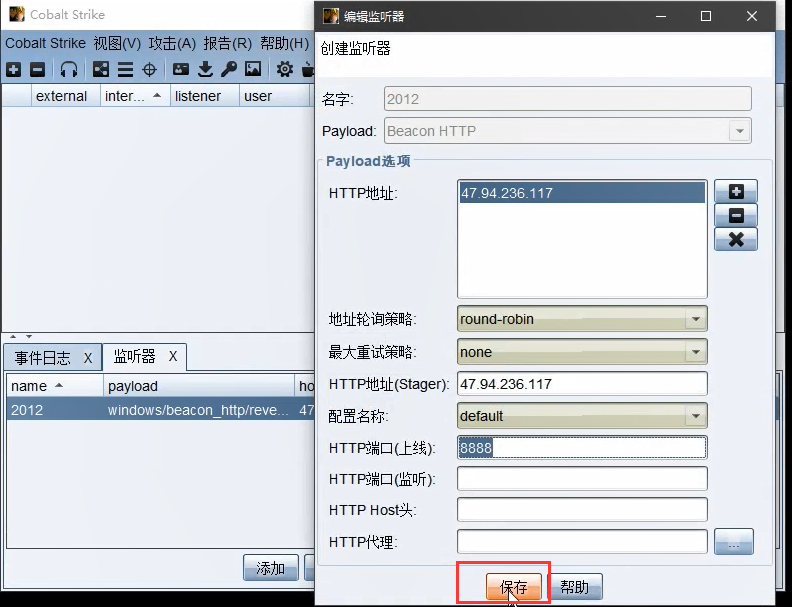 Cobalt Strike
Cobalt Strike 视图(V) 攻击(A) 报告(R) 帮助(H)
external inter... listener user
事件日志 X 监听器 X
name payload ho
2012 windows/beacon_http/reve... 47
添加
编辑监听器
创建监听器
名字: 2012
Payload: Beacon HTTP
Payload选项
HTTP地址: 47.94.236.117
地址轮询策略: round-robin
最大重试策略: none
HTTP地址(Stager): 47.94.236.117
配置名称: default
HTTP端口(上线): 8888
HTTP端口(监听):
HTTP Host头:
HTTP代理: ...
保存 帮助